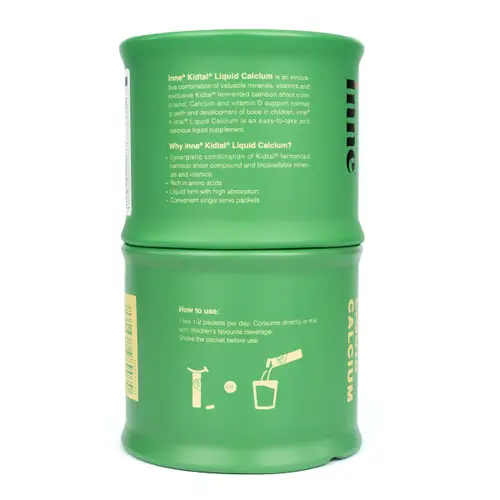 inne® Kidtal® Liquid Calcium is an innova-
tive combination of valuable minerals, vitamins and
exclusive Kidtal® fermented bamboo shoot com-
pound. Calcium and vitamin D support normal
growth and development of bone in children. inne®
Kidtal® Liquid Calcium is an easy-to-take and
delicious liquid supplement.
Why inne® Kidtal® Liquid Calcium?
• Synergistic combination of Kidtal® fermented
bamboo shoot compound and bioavailable miner-
als and vitamins
• Rich in amino acids
• Liquid form with high absorption
• Convenient single serve packets
inne
How to use:
Take 1-2 packets per day. Consume directly or mix
with children's favourite beverage.
Shake the packet before use.
or
CALCIUM